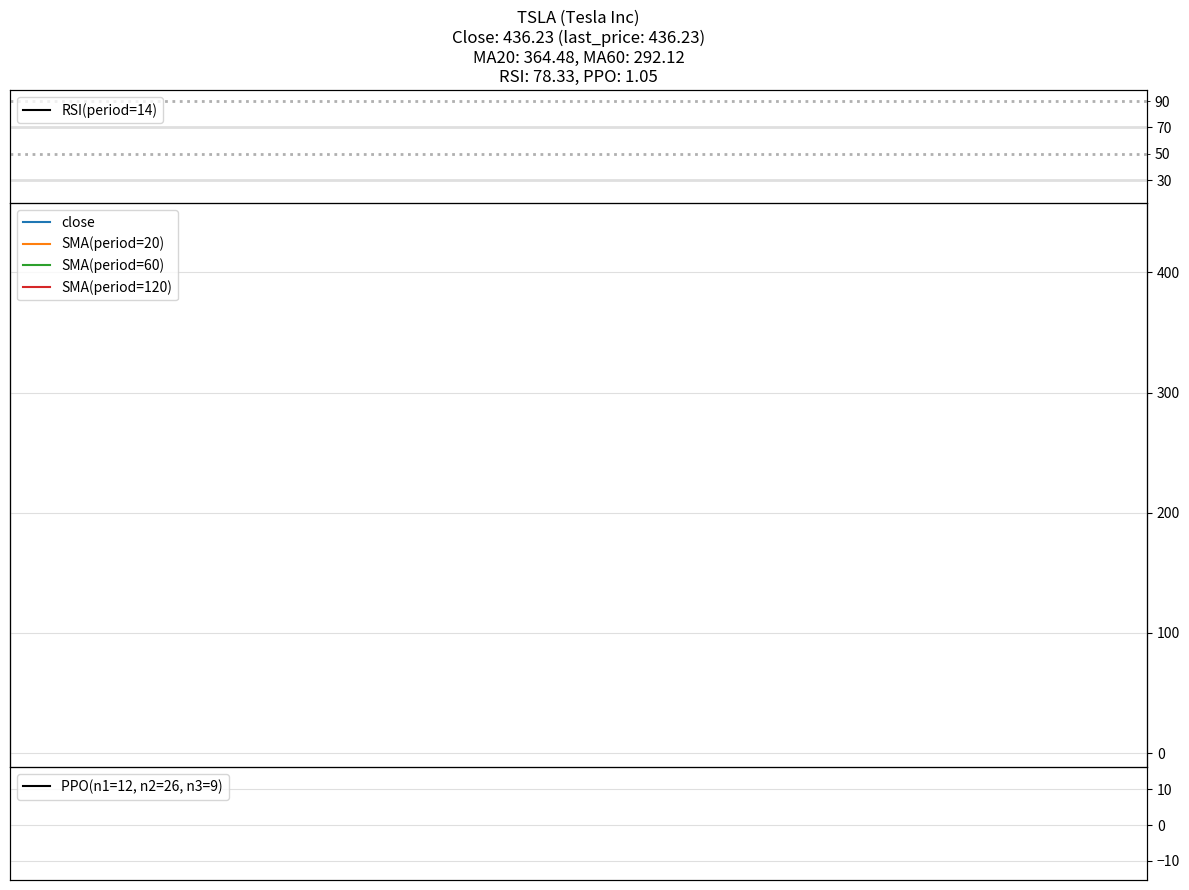 TSLA (Tesla Inc)
Close: 436.23 (last_price: 436.23)
MA20: 364.48, MA60: 292.12
RSI: 78.33, PPO: 1.05
RSI(period=14)
90
70
50
30
close
SMA(period=20)
SMA(period=60)
SMA(period=120)
400
300
200
100
0
PPO(n1=12, n2=26, n3=9)
10
0
−10